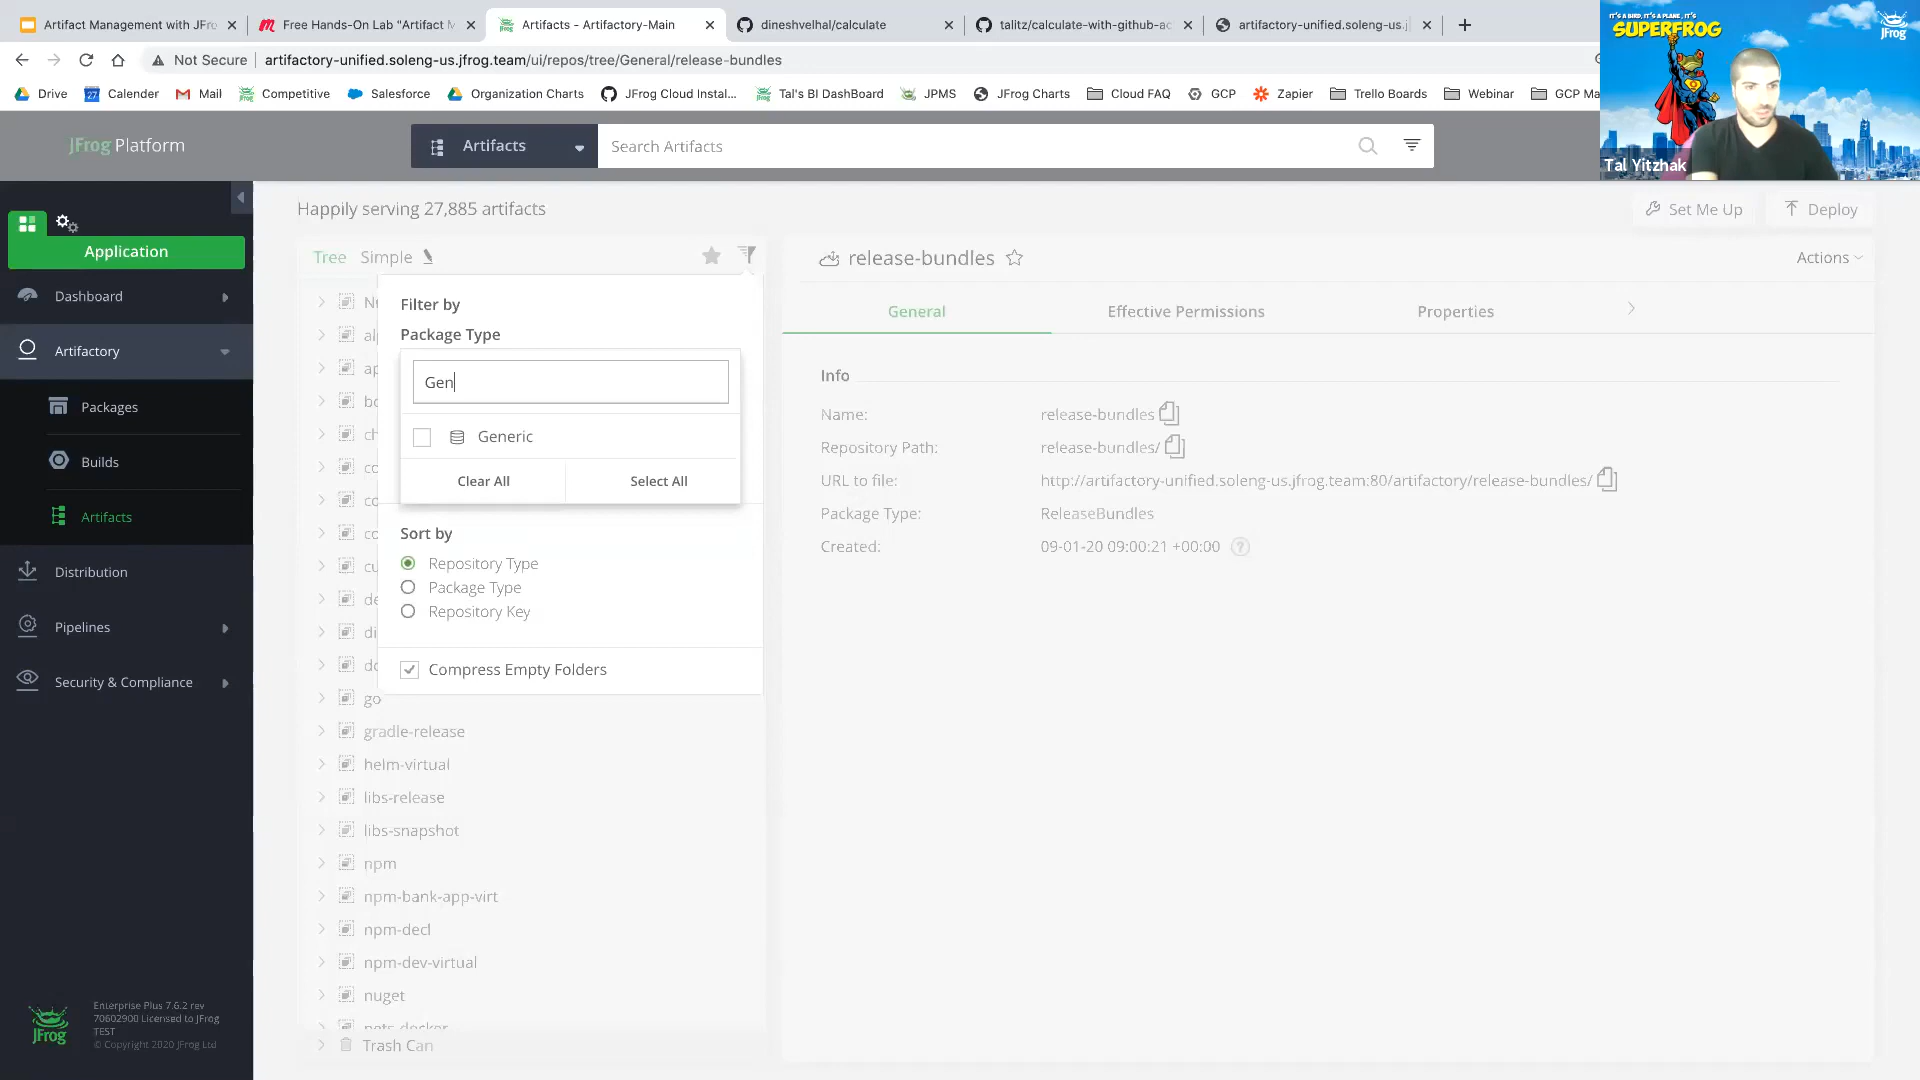 Artifact Management with JFro
Free Hands-On Lab "Artifact M
Artifacts - Artifactory-Main
dineshvelhal/calculate
talitz/calculate-with-github-ac
artifactory-unified.soleng-us.j
Not Secure
artifactory-unified.soleng-us.jfrog.team/ui/repos/tree/General/release-bundles
Drive
27
Calender
Mail
Competitive
Salesforce
Organization Charts
JFrog Cloud Instal...
Tal's BI DashBoard
JPMS
JFrog Charts
Cloud FAQ
GCP
Zapier
Trello Boards
Webinar
GCP Ma
IT'S A BIRD, IT'S A PLANE, IT'S
SUPERFROG
JFrog
Tal Yitzhak
JFrog Platform
Artifacts
Search Artifacts
Application
Dashboard
Artifactory
Packages
Builds
Artifacts
Distribution
Pipelines
Security & Compliance
JFrog
Enterprise Plus 7.6.2 rev
70602900 Licensed to JFrog
TEST
© Copyright 2020 JFrog Ltd
Happily serving 27,885 artifacts
Set Me Up
Deploy
Tree
Simple
Filter by
Package Type
Gen
Generic
Clear All
Select All
Sort by
Repository Type
Package Type
Repository Key
Compress Empty Folders
go
gradle-release
helm-virtual
libs-release
libs-snapshot
npm
npm-bank-app-virt
npm-decl
npm-dev-virtual
nuget
Trash Can
release-bundles
Actions
General
Effective Permissions
Properties
Info
Name:
release-bundles
Repository Path:
release-bundles/
URL to file:
http://artifactory-unified.soleng-us.jfrog.team:80/artifactory/release-bundles/
Package Type:
ReleaseBundles
Created:
09-01-20 09:00:21 +00:00
?